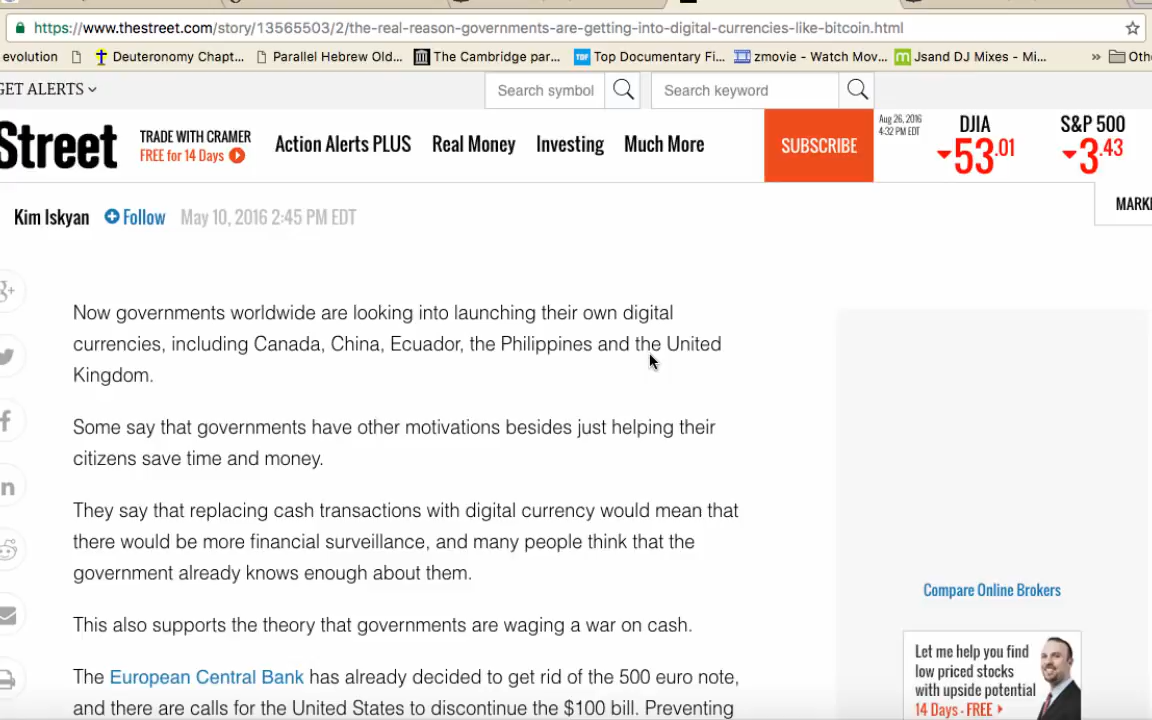 https://www.thestreet.com/story/13565503/2/the-real-reason-governments-are-getting-into-digital-currencies-like-bitcoin.html
evolution Deuteronomy Chapt... Parallel Hebrew Old... The Cambridge par... TDF Top Documentary Fi... zmovie - Watch Mov... Jsand DJ Mixes - Mi... » Oth
GET ALERTS Search symbol Search keyword
Street TRADE WITH CRAMER Action Alerts PLUS Real Money Investing Much More SUBSCRIBE Aug 26, 2016 DJIA S&P 500
FREE for 14 Days 4:32 PM EDT 53.01 3.43
Kim Iskyan Follow May 10, 2016 2:45 PM EDT MARK
Now governments worldwide are looking into launching their own digital
currencies, including Canada, China, Ecuador, the Philippines and the United
Kingdom.
Some say that governments have other motivations besides just helping their
citizens save time and money.
They say that replacing cash transactions with digital currency would mean that
there would be more financial surveillance, and many people think that the
government already knows enough about them.
This also supports the theory that governments are waging a war on cash.
The European Central Bank has already decided to get rid of the 500 euro note,
and there are calls for the United States to discontinue the $100 bill. Preventing
Compare Online Brokers
Let me help you find
low priced stocks
with upside potential
14 Days - FREE